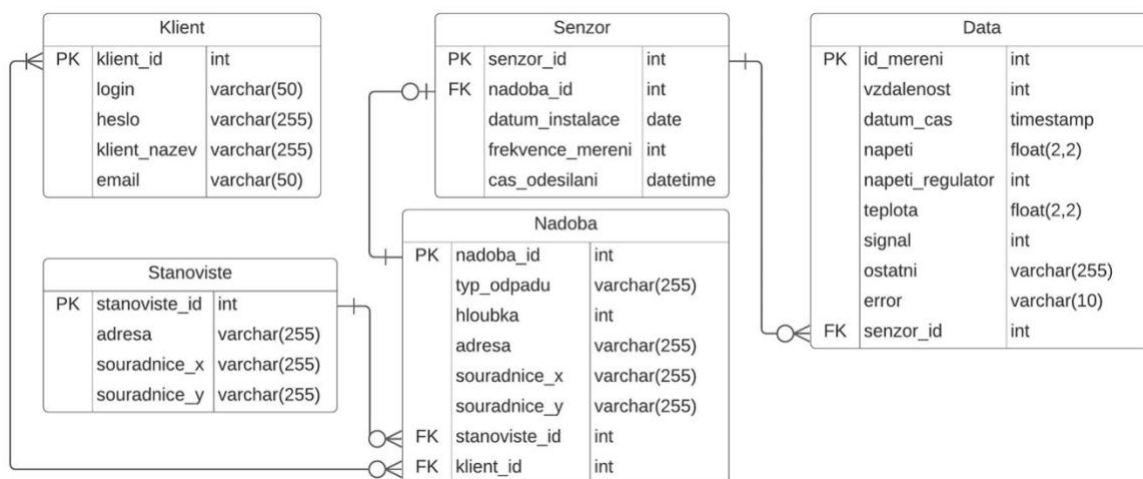 Klient
PK klient_id int
login varchar(50)
heslo varchar(255)
klient_nazev varchar(255)
email varchar(50)
Senzor
PK senzor_id int
FK nadoba_id int
datum_instalace date
frekvence_mereni int
cas_odesilani datetime
Data
PK id_mereni int
vzdalenost int
datum_cas timestamp
napeti float(2,2)
napeti_regulator int
teplota float(2,2)
signal int
ostatni varchar(255)
error varchar(10)
FK senzor_id int
Stanoviste
PK stanoviste_id int
adresa varchar(255)
souradnice_x varchar(255)
souradnice_y varchar(255)
Nadoba
PK nadoba_id int
typ_odpadu varchar(255)
hloubka int
adresa varchar(255)
souradnice_x varchar(255)
souradnice_y varchar(255)
FK stanoviste_id int
FK klient_id int